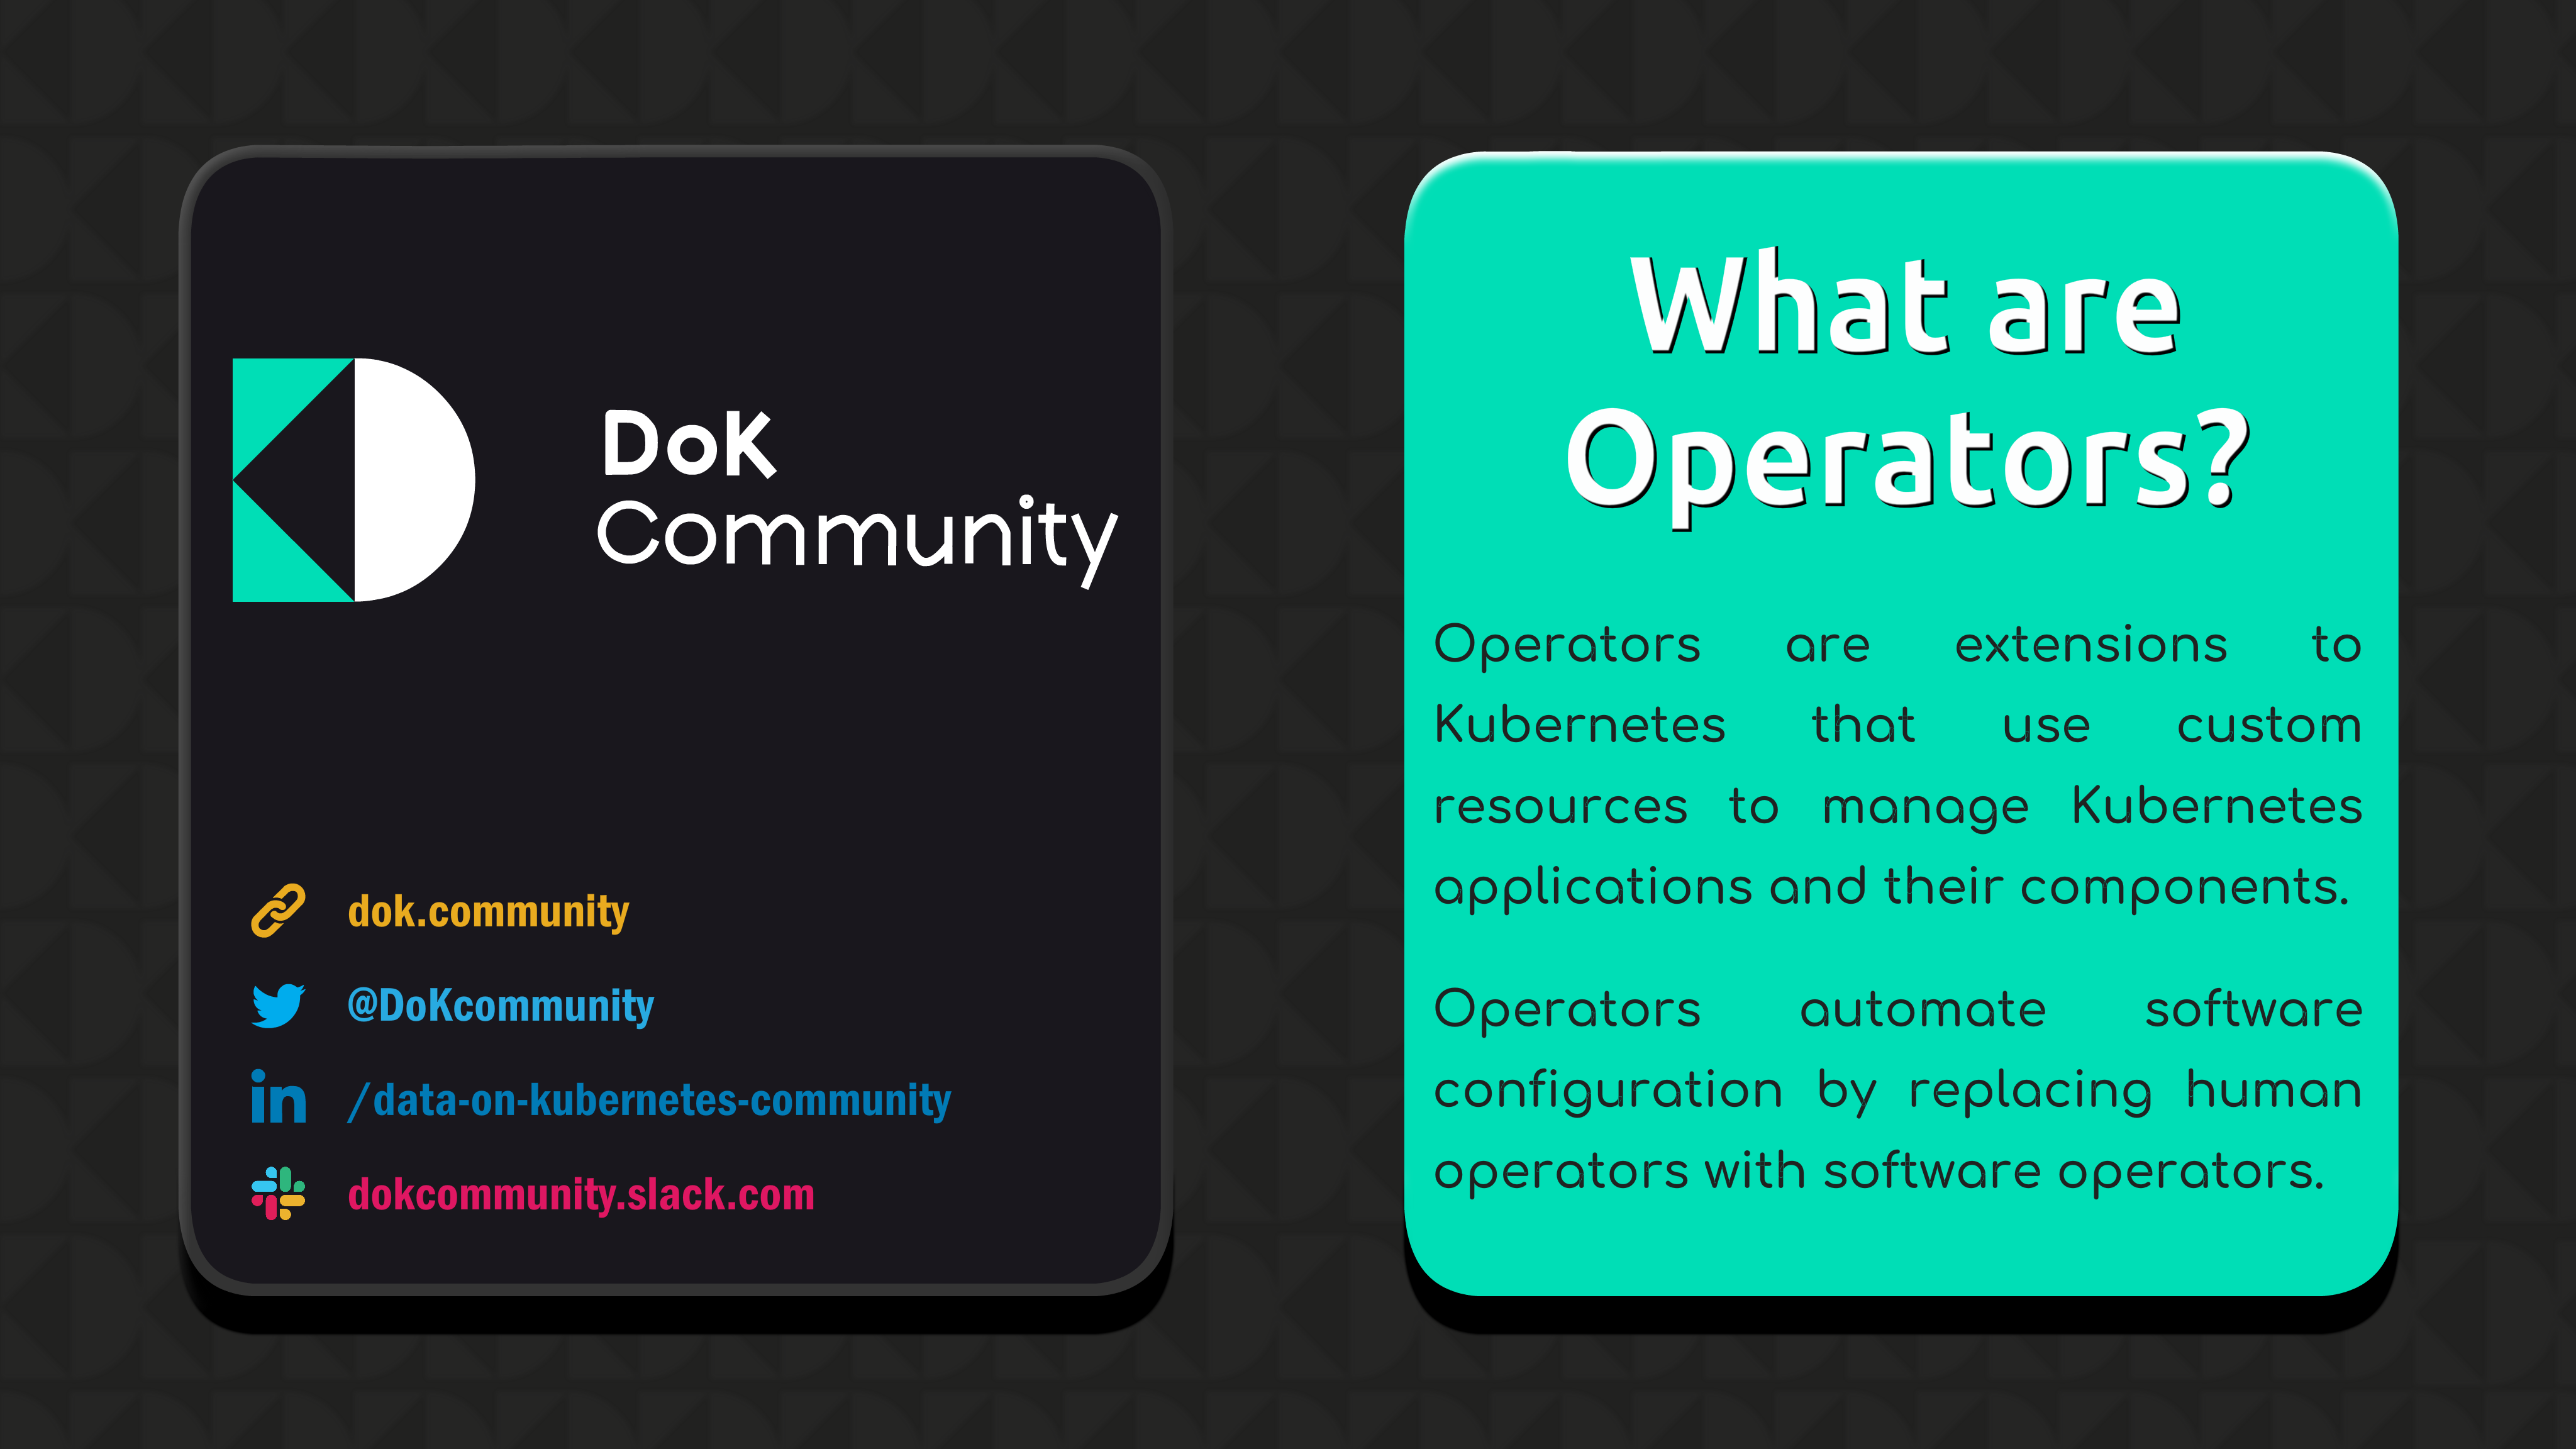 DoK
Community
dok.community
@DoKcommunity
/data-on-kubernetes-community
dokcommunity.slack.com
What are
Operators?
Operators are extensions to
Kubernetes that use custom
resources to manage Kubernetes
applications and their components.
Operators automate software
configuration by replacing human
operators with software operators.